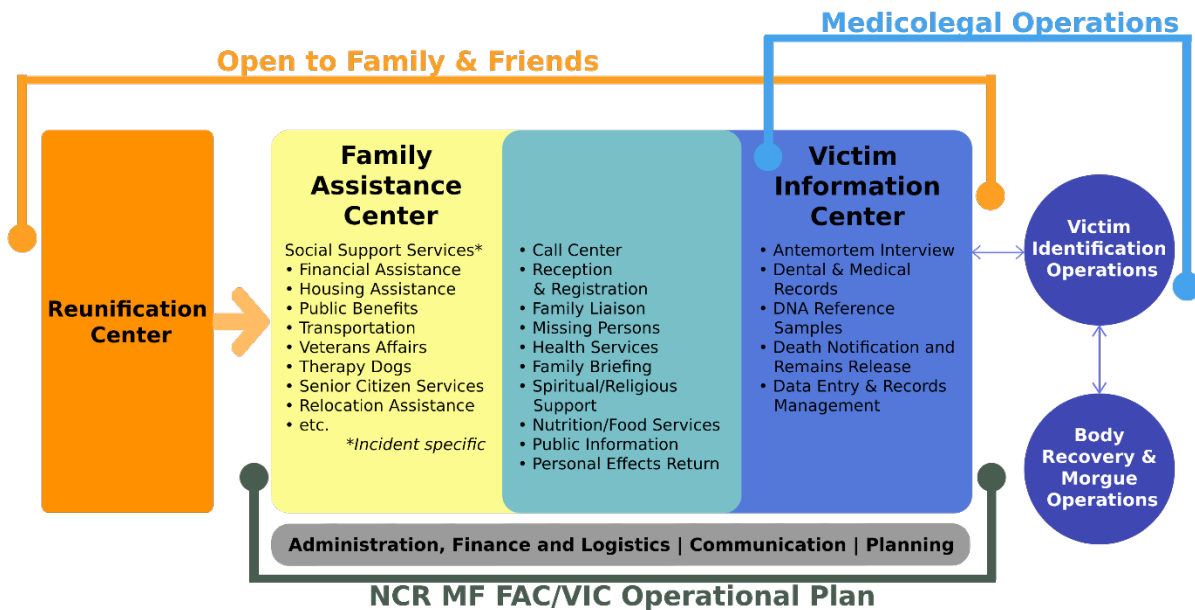 Medicolegal Operations
Open to Family & Friends
Reunification
Center
Family
Assistance
Center
Social Support Services*
• Financial Assistance
• Housing Assistance
• Public Benefits
• Transportation
• Veterans Affairs
• Therapy Dogs
• Senior Citizen Services
• Relocation Assistance
• etc.
*Incident specific
• Call Center
• Reception
& Registration
• Family Liaison
• Missing Persons
• Health Services
• Family Briefing
• Spiritual/Religious
Support
• Nutrition/Food Services
• Public Information
• Personal Effects Return
Victim
Information
Center
• Antemortem Interview
• Dental & Medical
Records
• DNA Reference
Samples
• Death Notification and
Remains Release
• Data Entry & Records
Management
Victim
Identification
Operations
Body
Recovery &
Morgue
Operations
Administration, Finance and Logistics | Communication | Planning
NCR MF FAC/VIC Operational Plan